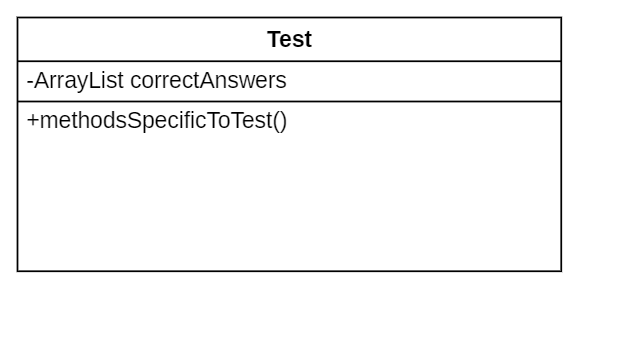 Test
-ArrayList correctAnswers
+methodsSpecificToTest()